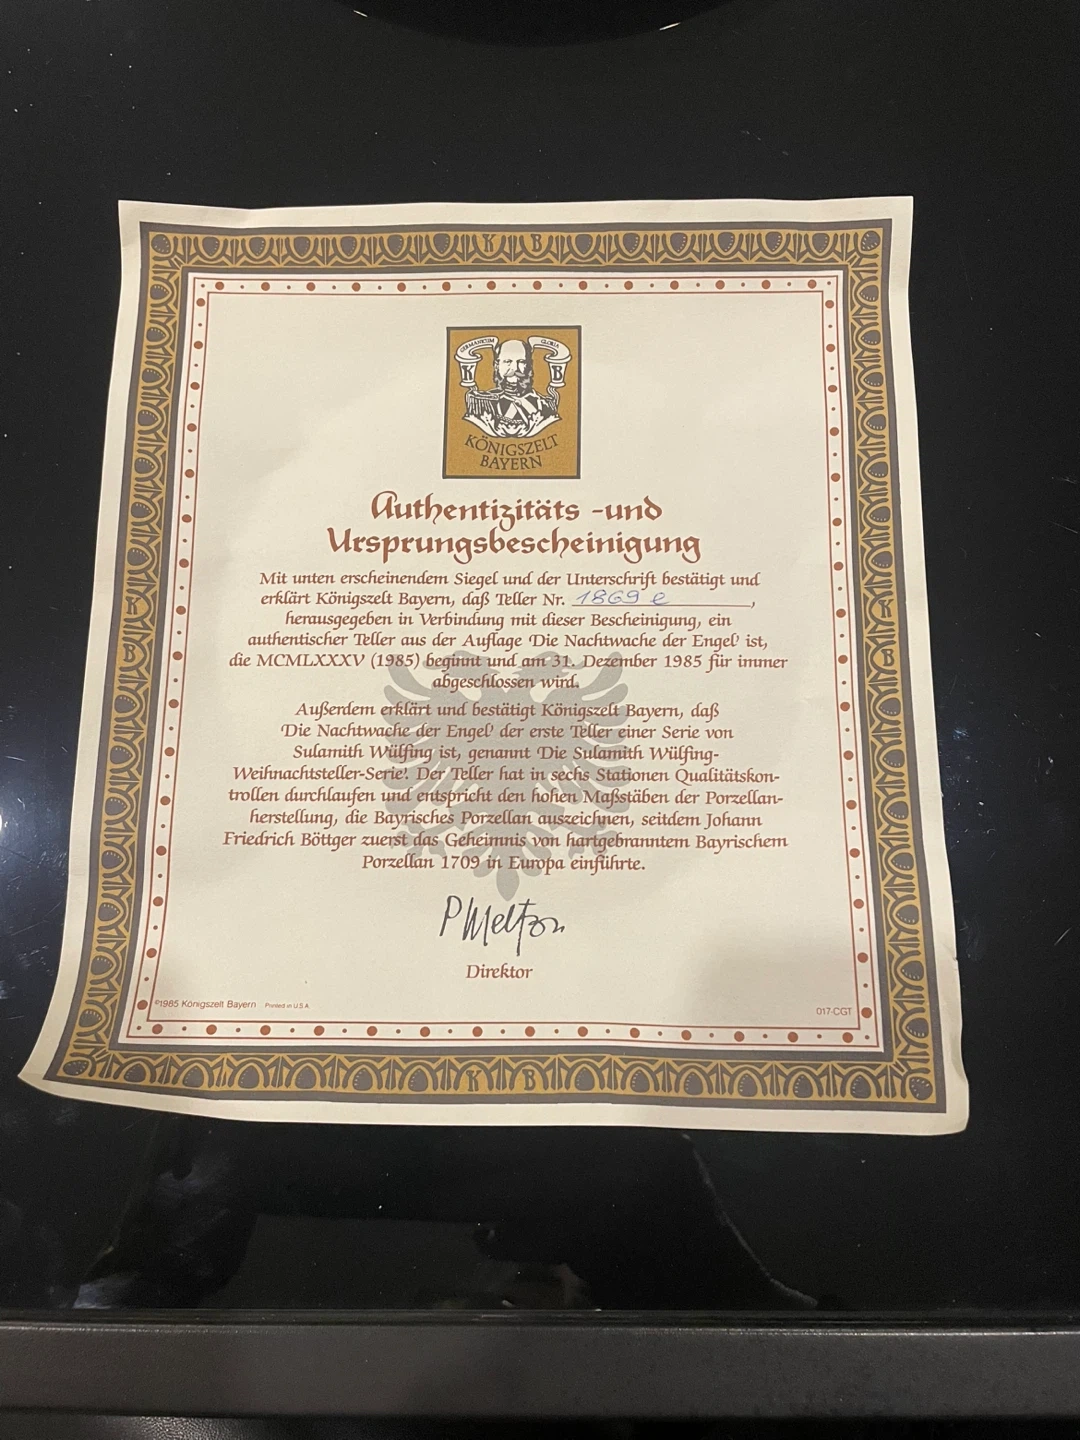 K B
GERMANICUM GLORIA
K B
KÖNIGSZELT
BAYERN
Authentizitäts -und
Ursprungsbescheinigung
Mit unten erscheinendem Siegel und der Unterschrift bestätigt und
erklärt Königszelt Bayern, daß Teller Nr. 1869 e,
herausgegeben in Verbindung mit dieser Bescheinigung, ein
authentischer Teller aus der Auflage 'Die Nachtwache der Engel' ist,
die MCMLXXXV (1985) beginnt und am 31. Dezember 1985 für immer
abgeschlossen wird.
Außerdem erklärt und bestätigt Königszelt Bayern, daß
'Die Nachtwache der Engel' der erste Teller einer Serie von
Sulamith Wülfing ist, genannt 'Die Sulamith Wülfing-
Weihnachtsteller-Serie'. Der Teller hat in sechs Stationen Qualitätskon-
trollen durchlaufen und entspricht den hohen Maßstäben der Porzellan-
herstellung, die Bayrisches Porzellan auszeichnen, seitdem Johann
Friedrich Böttger zuerst das Geheimnis von hartgebranntem Bayrischem
Porzellan 1709 in Europa einführte.
P Melton
Direktor
©1985 Königszelt Bayern Printed in U.S.A.
017-CGT
K B
K B
K B